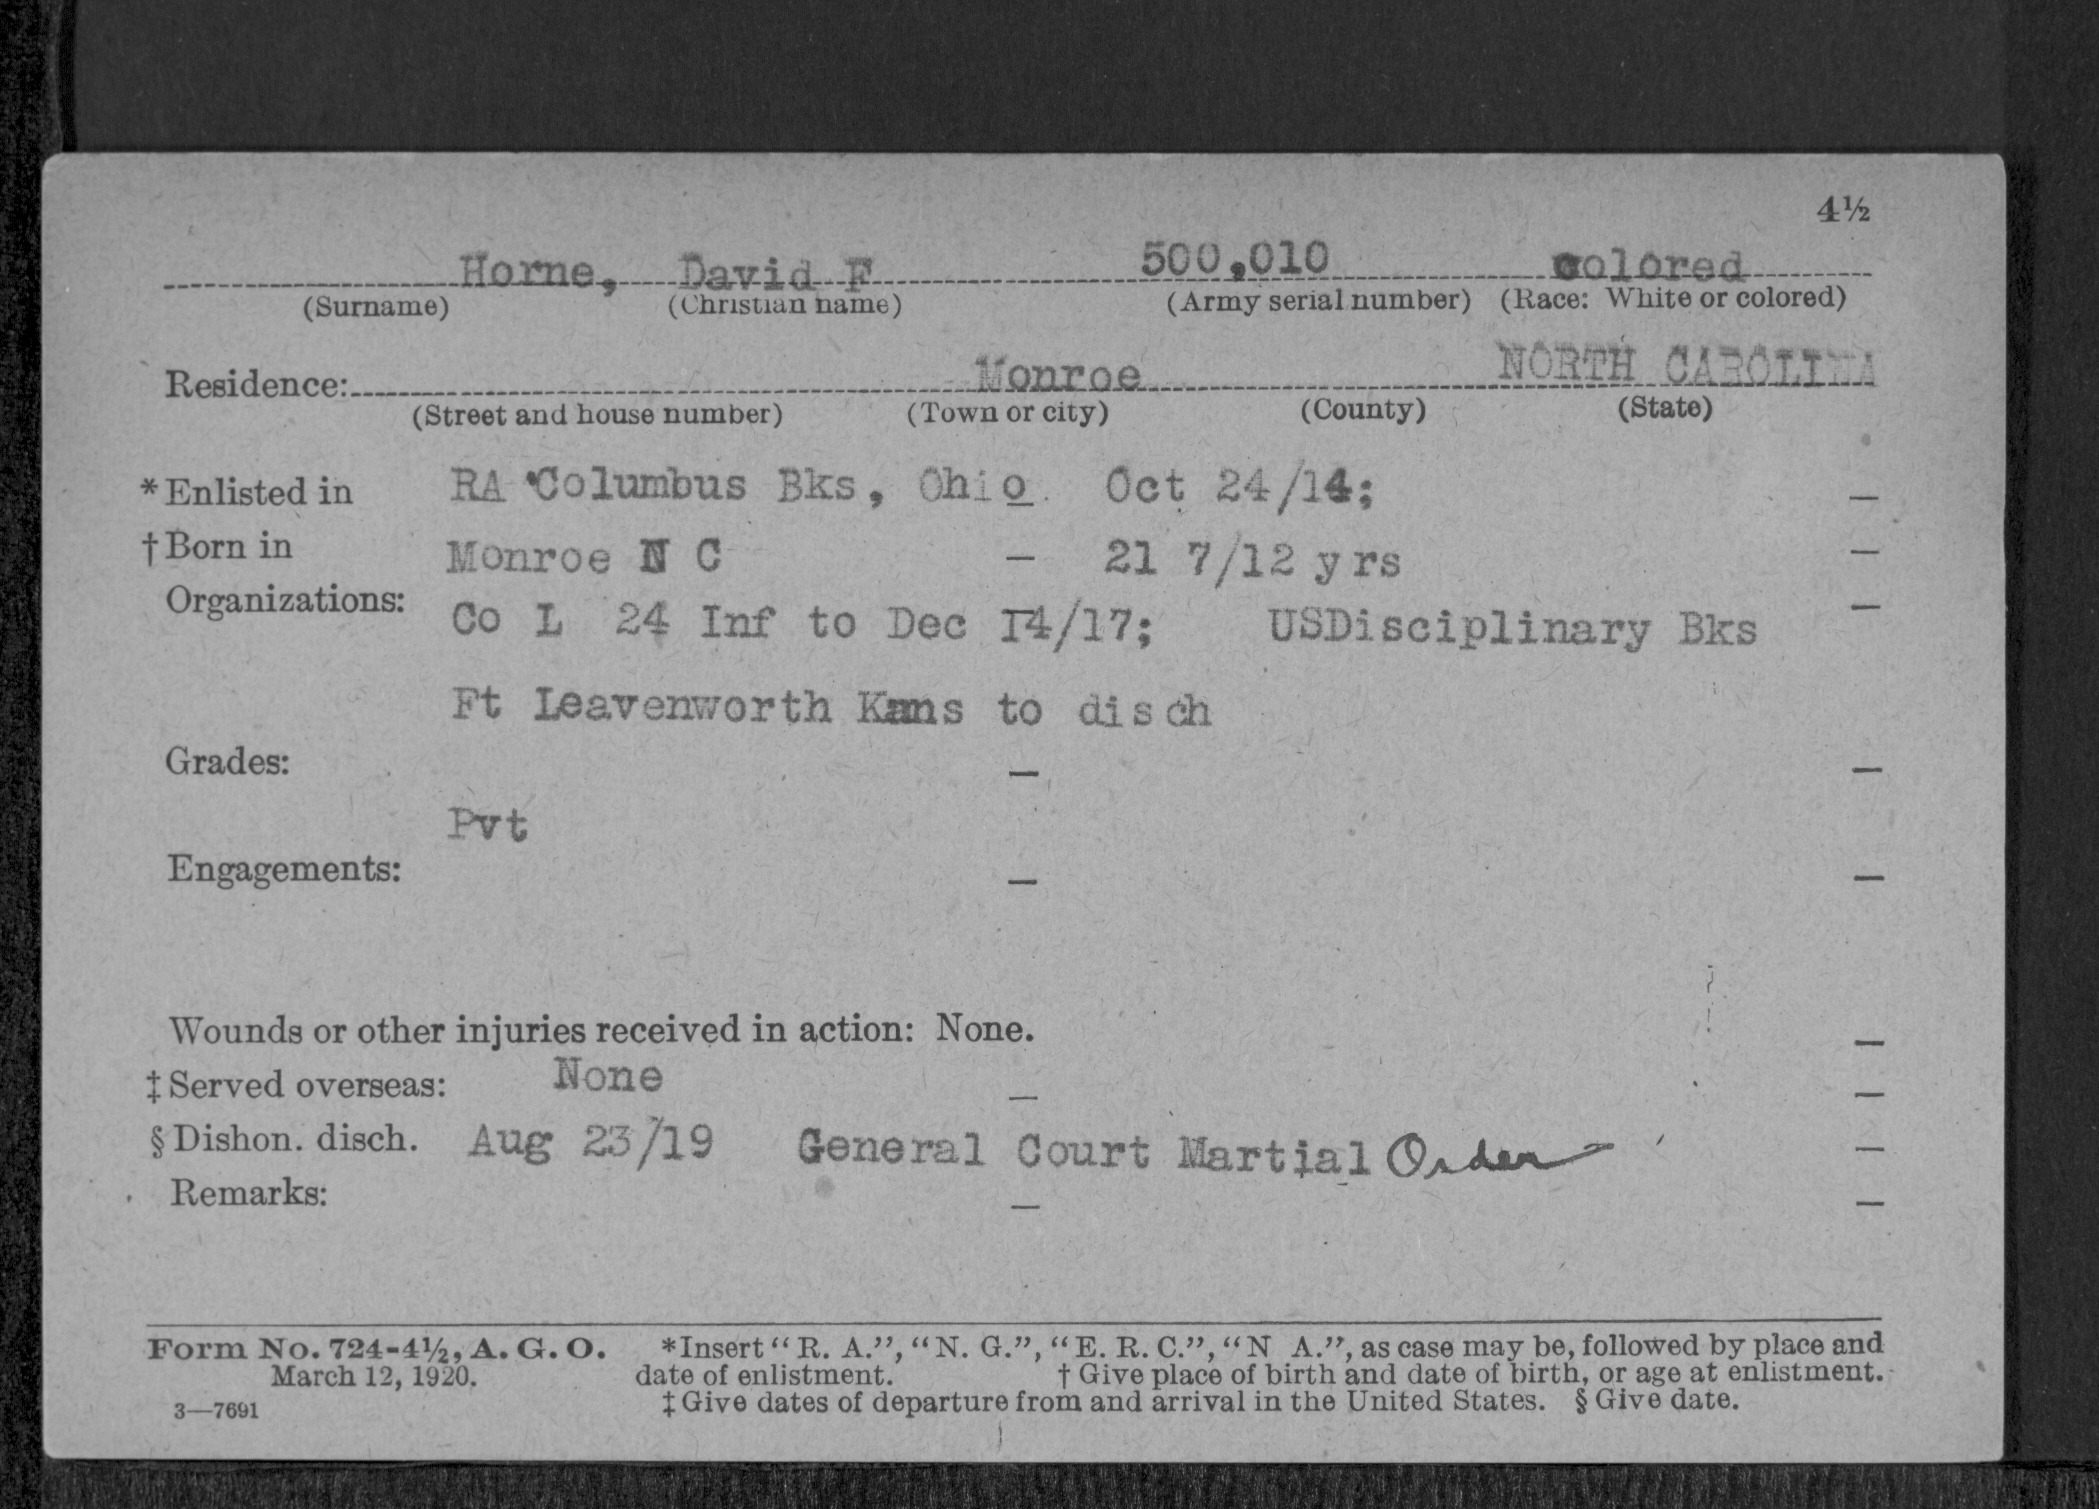 4½
Horne, David F 500,010 colored
(Surname) (Christian name) (Army serial number) (Race: White or colored)
Residence: Monroe NORTH CAROLINA
(Street and house number) (Town or city) (County) (State)
*Enlisted in RA Columbus Bks, Ohio Oct 24/14; —
†Born in Monroe N C — 21 7/12 yrs —
Organizations: Co L 24 Inf to Dec 14/17; USDisciplinary Bks —
Ft Leavenworth Kans to disch
Grades: — —
Pvt
Engagements: — —
Wounds or other injuries received in action: None. —
‡Served overseas: None — —
§Dishon. disch. Aug 23/19 General Court Martial Order —
Remarks: — —
Form No. 724-4½, A. G. O. *Insert "R. A.", "N. G.", "E. R. C.", "N A.", as case may be, followed by place and
March 12, 1920. date of enlistment. †Give place of birth and date of birth, or age at enlistment.
3—7691 ‡Give dates of departure from and arrival in the United States. §Give date.